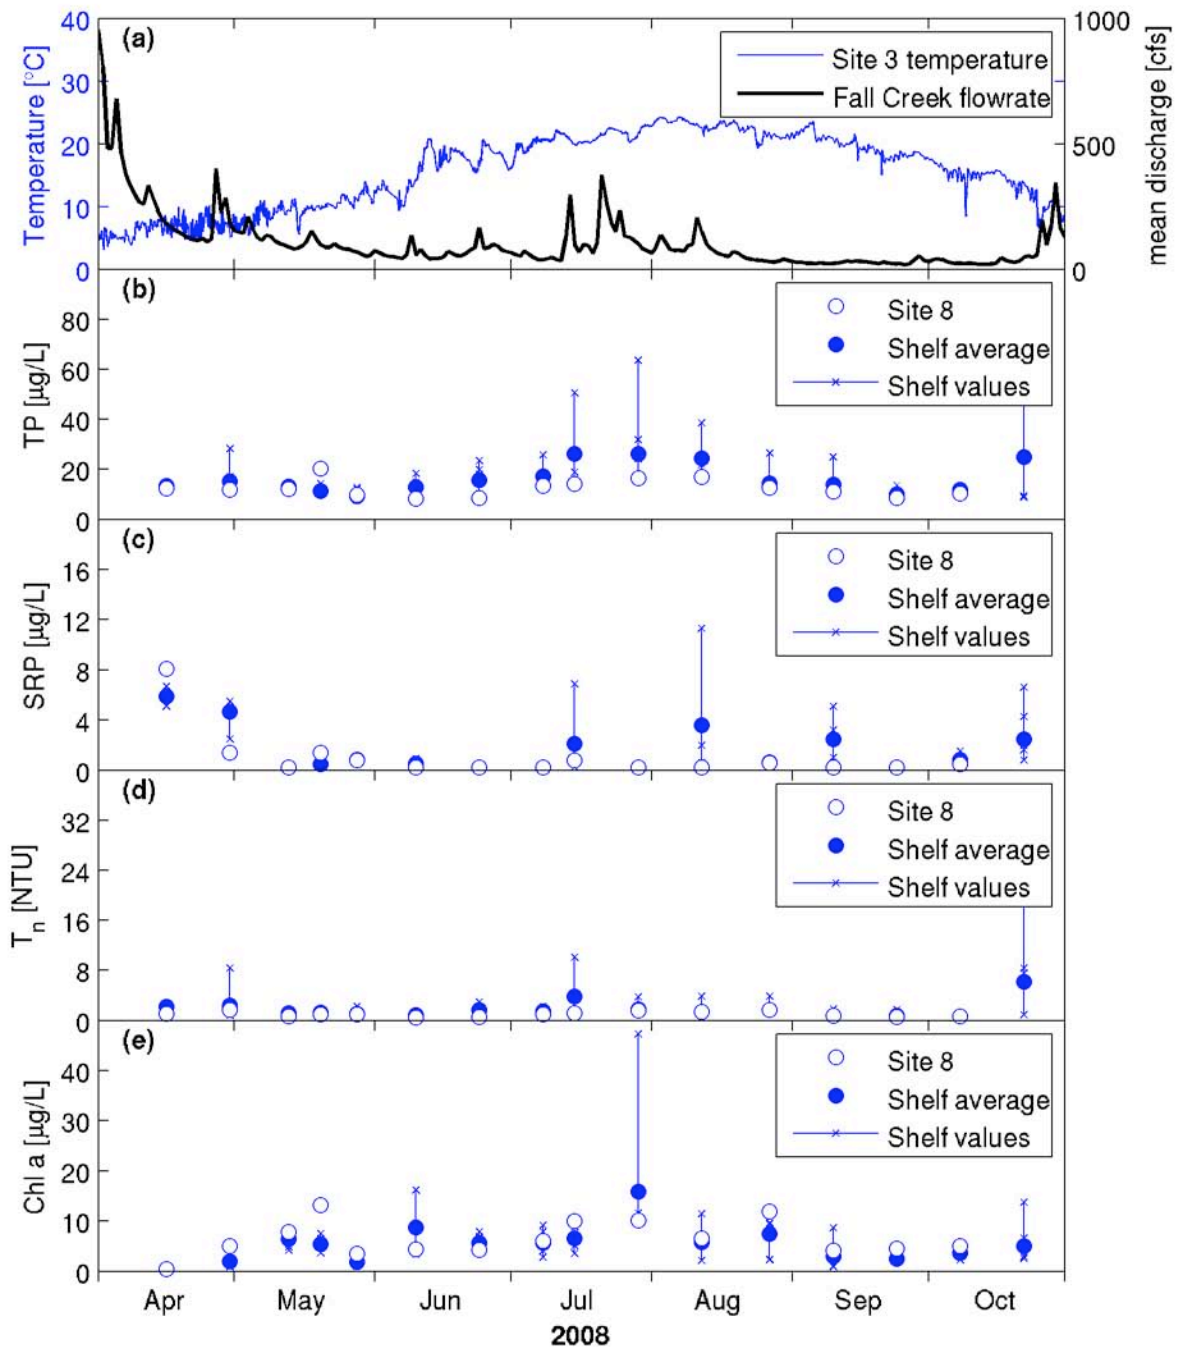 (a)
Temperature [°C]
40
30
20
10
0
Site 3 temperature
Fall Creek flowrate
1000
500
0
mean discharge [cfs]
(b)
TP [µg/L]
80
60
40
20
0
Site 8
Shelf average
Shelf values
(c)
SRP [µg/L]
16
12
8
4
0
Site 8
Shelf average
Shelf values
(d)
Tn [NTU]
32
24
16
8
0
Site 8
Shelf average
Shelf values
(e)
Chl a [µg/L]
40
30
20
10
0
Site 8
Shelf average
Shelf values
Apr May Jun Jul Aug Sep Oct
2008